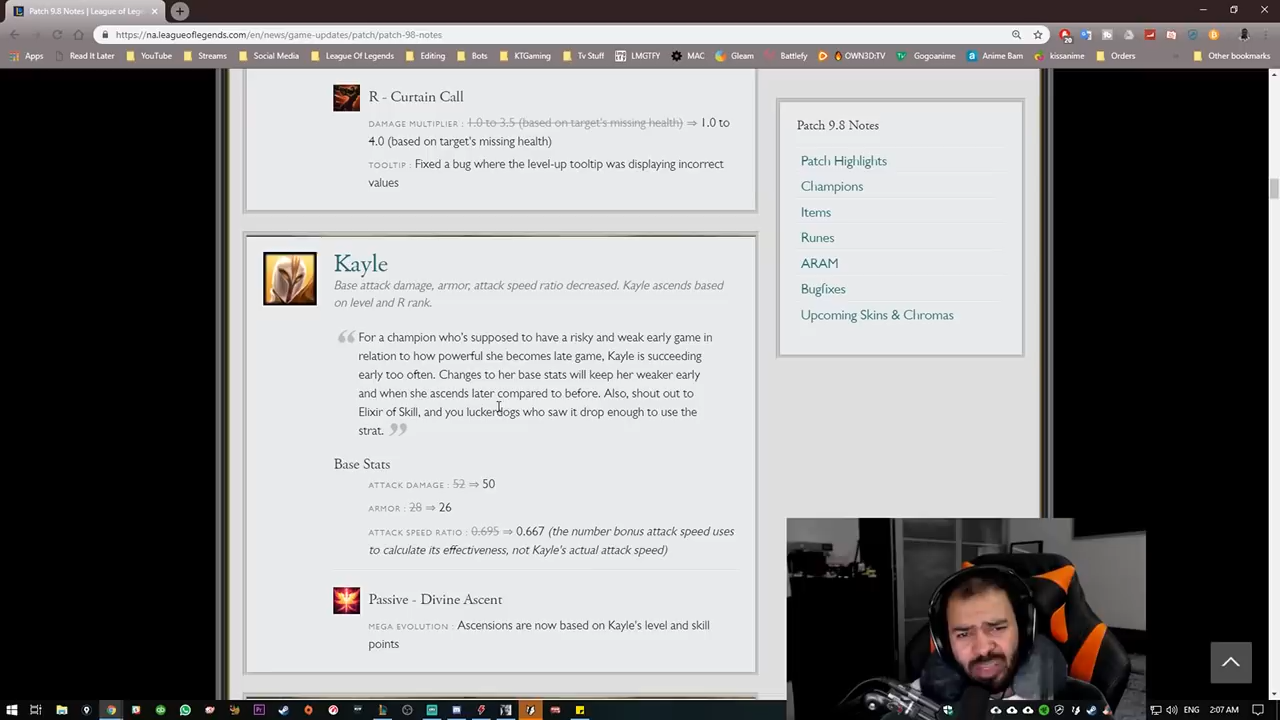 Patch 9.8 Notes | League of Lege
https://na.leagueoflegends.com/en/news/game-updates/patch/patch-98-notes
Apps Read It Later YouTube Streams Social Media League Of Legends Editing Bots KTGaming Tv Stuff LMGTFY MAC Gleam Battlefy OWN3D:TV Gogoanime Anime Bam kissanime Orders Other bookmarks
R - Curtain Call
DAMAGE MULTIPLIER : 1.0 to 3.5 (based on target's missing health) ⇒ 1.0 to
4.0 (based on target's missing health)
TOOLTIP : Fixed a bug where the level-up tooltip was displaying incorrect
values
Patch 9.8 Notes
Patch Highlights
Champions
Items
Runes
ARAM
Bugfixes
Upcoming Skins & Chromas
Kayle
Base attack damage, armor, attack speed ratio decreased. Kayle ascends based
on level and R rank.
“ For a champion who's supposed to have a risky and weak early game in
relation to how powerful she becomes late game, Kayle is succeeding
early too often. Changes to her base stats will keep her weaker early
and when she ascends later compared to before. Also, shout out to
Elixir of Skill, and you luckerdogs who saw it drop enough to use the
strat. ”
Base Stats
ATTACK DAMAGE : 52 ⇒ 50
ARMOR : 28 ⇒ 26
ATTACK SPEED RATIO : 0.695 ⇒ 0.667 (the number bonus attack speed uses
to calculate its effectiveness, not Kayle's actual attack speed)
Passive - Divine Ascent
MEGA EVOLUTION : Ascensions are now based on Kayle's level and skill
points
ENG 2:07 AM